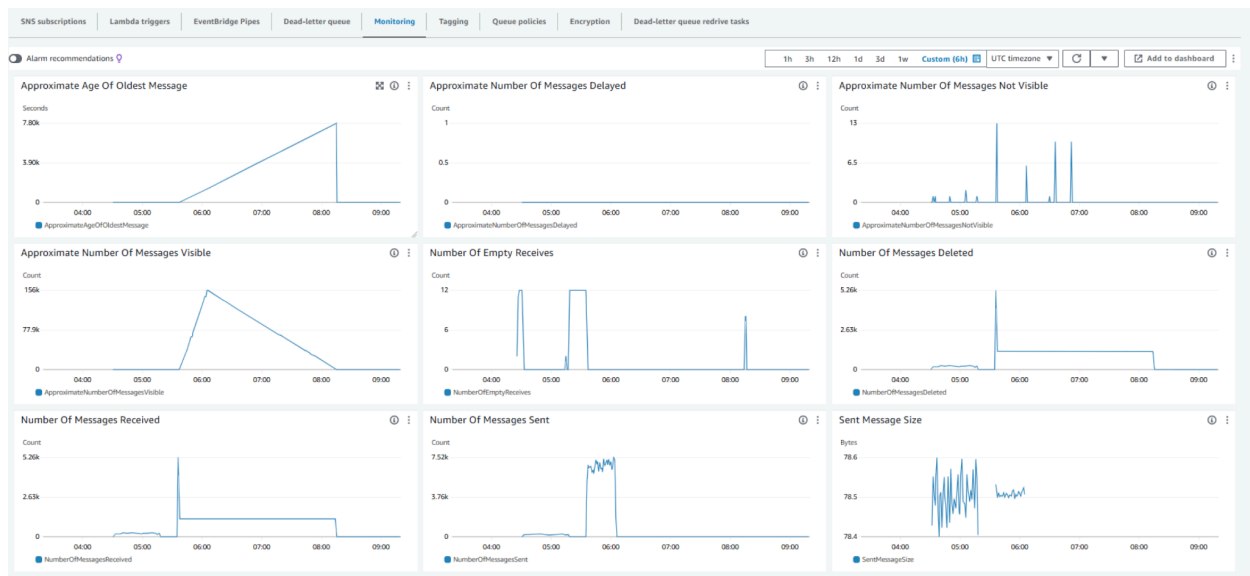 SNS subscriptions Lambda triggers EventBridge Pipes Dead-letter queue Monitoring Tagging Queue policies Encryption Dead-letter queue redrive tasks
Alarm recommendations 1h 3h 12h 1d 3d 1w Custom (6h) UTC timezone Add to dashboard
Approximate Age Of Oldest Message
Seconds
7.80k
3.90k
0
04:00 05:00 06:00 07:00 08:00 09:00
ApproximateAgeOfOldestMessage
Approximate Number Of Messages Delayed
Count
1
0.5
0
04:00 05:00 06:00 07:00 08:00 09:00
ApproximateNumberOfMessagesDelayed
Approximate Number Of Messages Not Visible
Count
13
6.5
0
04:00 05:00 06:00 07:00 08:00 09:00
ApproximateNumberOfMessagesNotVisible
Approximate Number Of Messages Visible
Count
156k
77.9k
0
04:00 05:00 06:00 07:00 08:00 09:00
ApproximateNumberOfMessagesVisible
Number Of Empty Receives
Count
12
6
0
04:00 05:00 06:00 07:00 08:00 09:00
NumberOfEmptyReceives
Number Of Messages Deleted
Count
5.26k
2.63k
0
04:00 05:00 06:00 07:00 08:00 09:00
NumberOfMessagesDeleted
Number Of Messages Received
Count
5.26k
2.63k
0
04:00 05:00 06:00 07:00 08:00 09:00
NumberOfMessagesReceived
Number Of Messages Sent
Count
7.52k
3.76k
0
04:00 05:00 06:00 07:00 08:00 09:00
NumberOfMessagesSent
Sent Message Size
Bytes
78.6
78.5
78.4
04:00 05:00 06:00 07:00 08:00 09:00
SentMessageSize